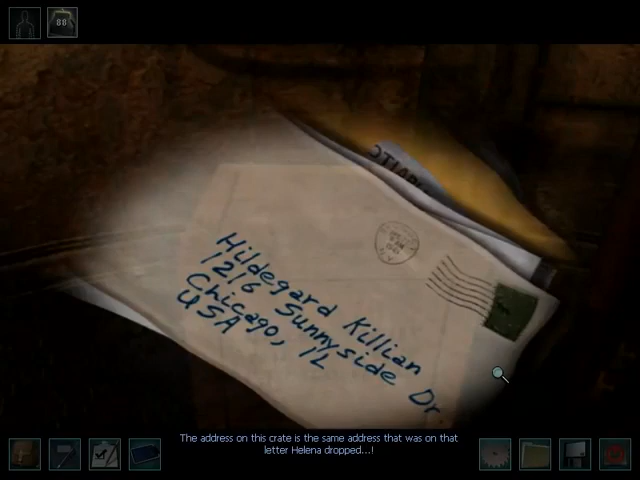 88
Hildegard Killian
1216 Sunnyside Dr
Chicago, IL
USA
The address on this crate is the same address that was on that
letter Helena dropped...!